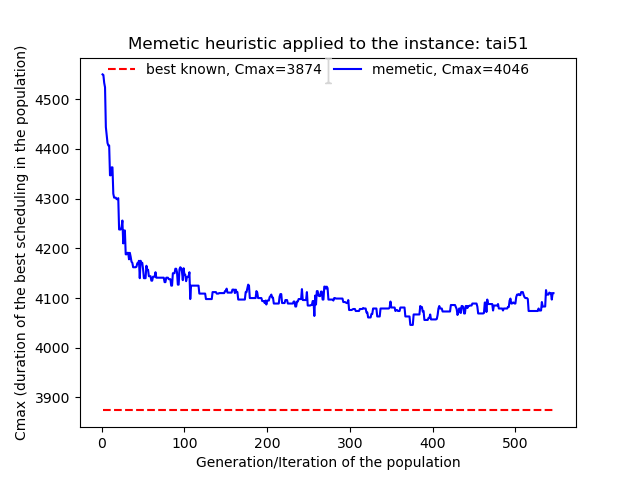 Memetic heuristic applied to the instance: tai51
best known, Cmax=3874 memetic, Cmax=4046
Cmax (duration of the best scheduling in the population)
4500
4400
4300
4200
4100
4000
3900
0 100 200 300 400 500
Generation/Iteration of the population